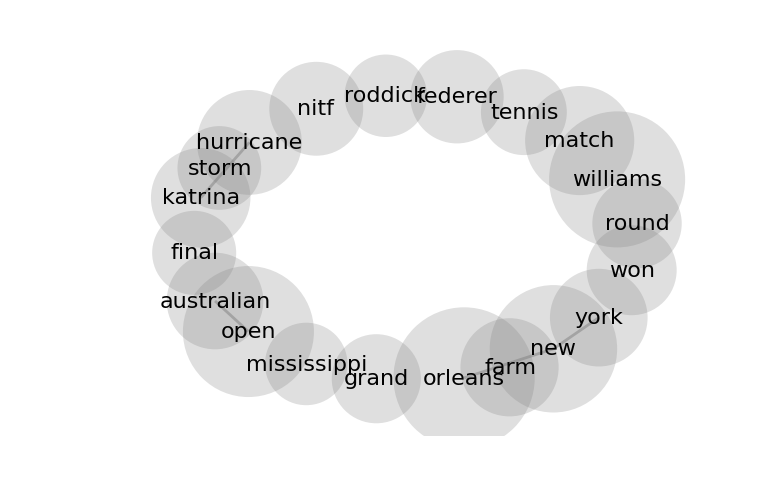 roddick
federer
nitf
tennis
match
hurricane
storm
williams
katrina
round
final
won
australian
york
open
new
mississippi
farm
grand
orleans